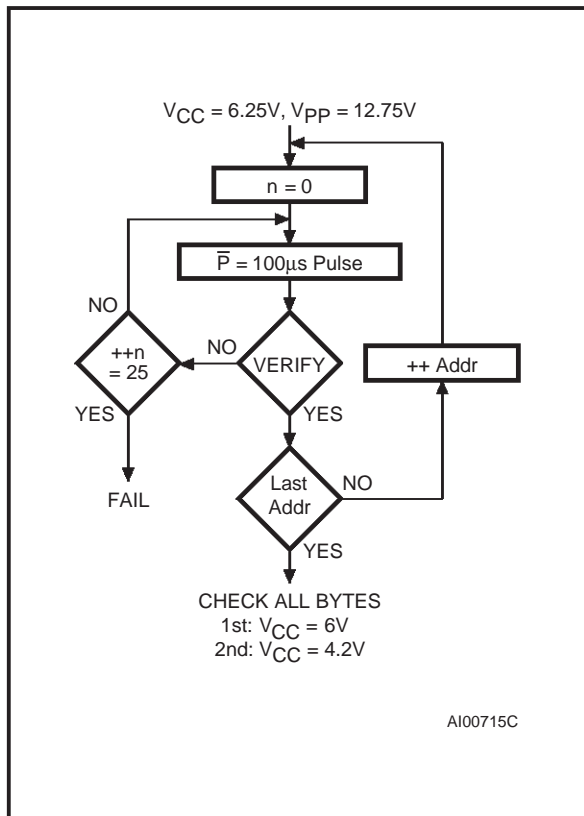 VCC = 6.25V, VPP = 12.75V
n = 0
P̅ = 100μs Pulse
NO
++n
= 25
NO
VERIFY
++ Addr
YES
YES
Last
Addr
NO
FAIL
YES
CHECK ALL BYTES
1st: VCC = 6V
2nd: VCC = 4.2V
AI00715C